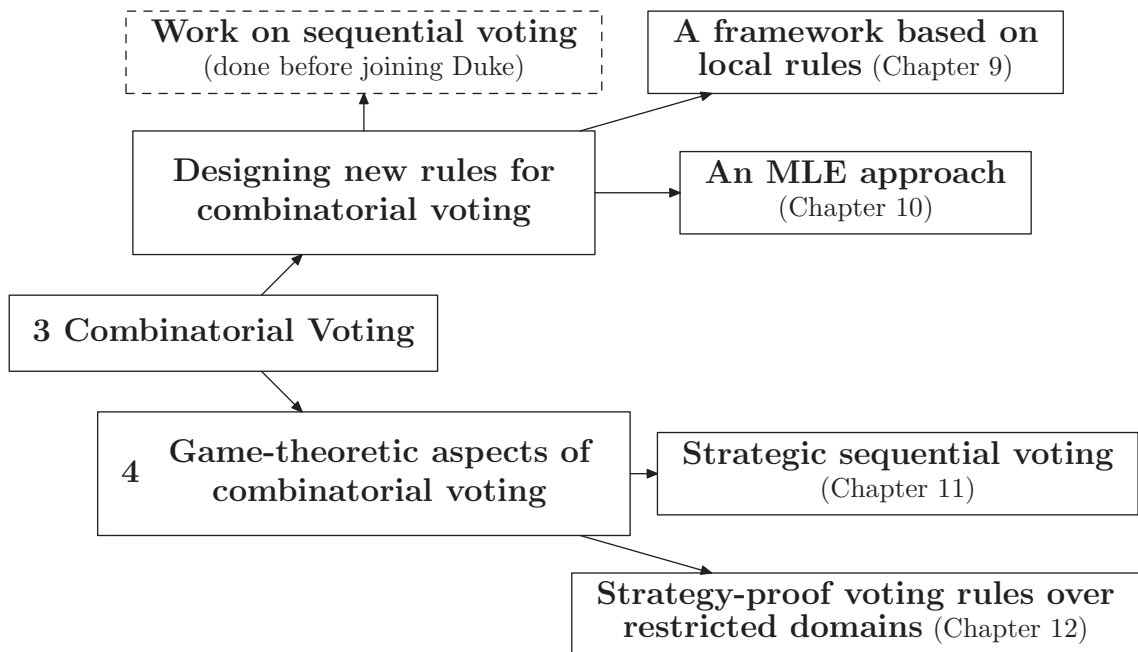 Work on sequential voting
(done before joining Duke)
A framework based on
local rules (Chapter 9)
Designing new rules for
combinatorial voting
An MLE approach
(Chapter 10)
3 Combinatorial Voting
4 Game-theoretic aspects of
combinatorial voting
Strategic sequential voting
(Chapter 11)
Strategy-proof voting rules over
restricted domains (Chapter 12)